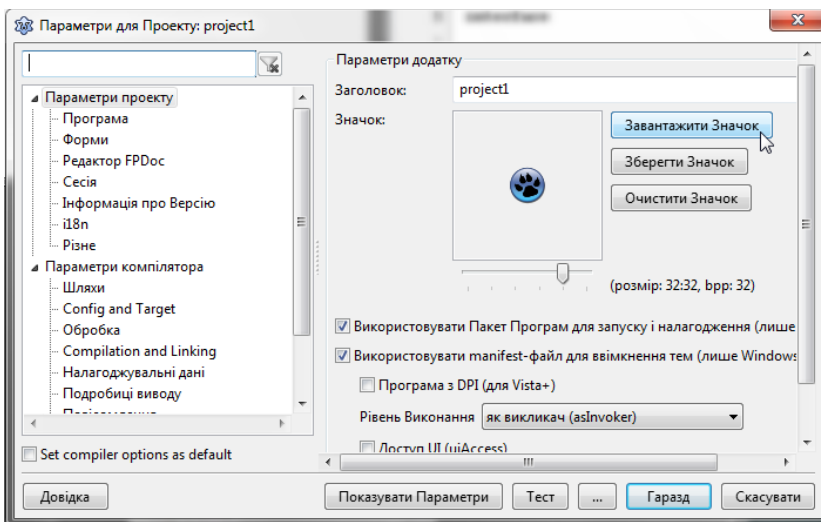 Параметри для Проекту: project1
Параметри проекту
Програма
Форми
Редактор FPDoc
Сесія
Інформація про Версію
i18n
Різне
Параметри компілятора
Шляхи
Config and Target
Обробка
Compilation and Linking
Налагоджувальні дані
Подробиці виводу
Set compiler options as default
Параметри додатку
Заголовок: project1
Значок:
Завантажити Значок
Зберегти Значок
Очистити Значок
(розмір: 32:32, bpp: 32)
Використовувати Пакет Програм для запуску і налагодження (лише
Використовувати manifest-файл для ввімкнення тем (лише Windows
Програма з DPI (для Vista+)
Рівень Виконання як викликач (asInvoker)
Доступ UI (uiAccess)
Довідка Показувати Параметри Тест ... Гаразд Скасувати